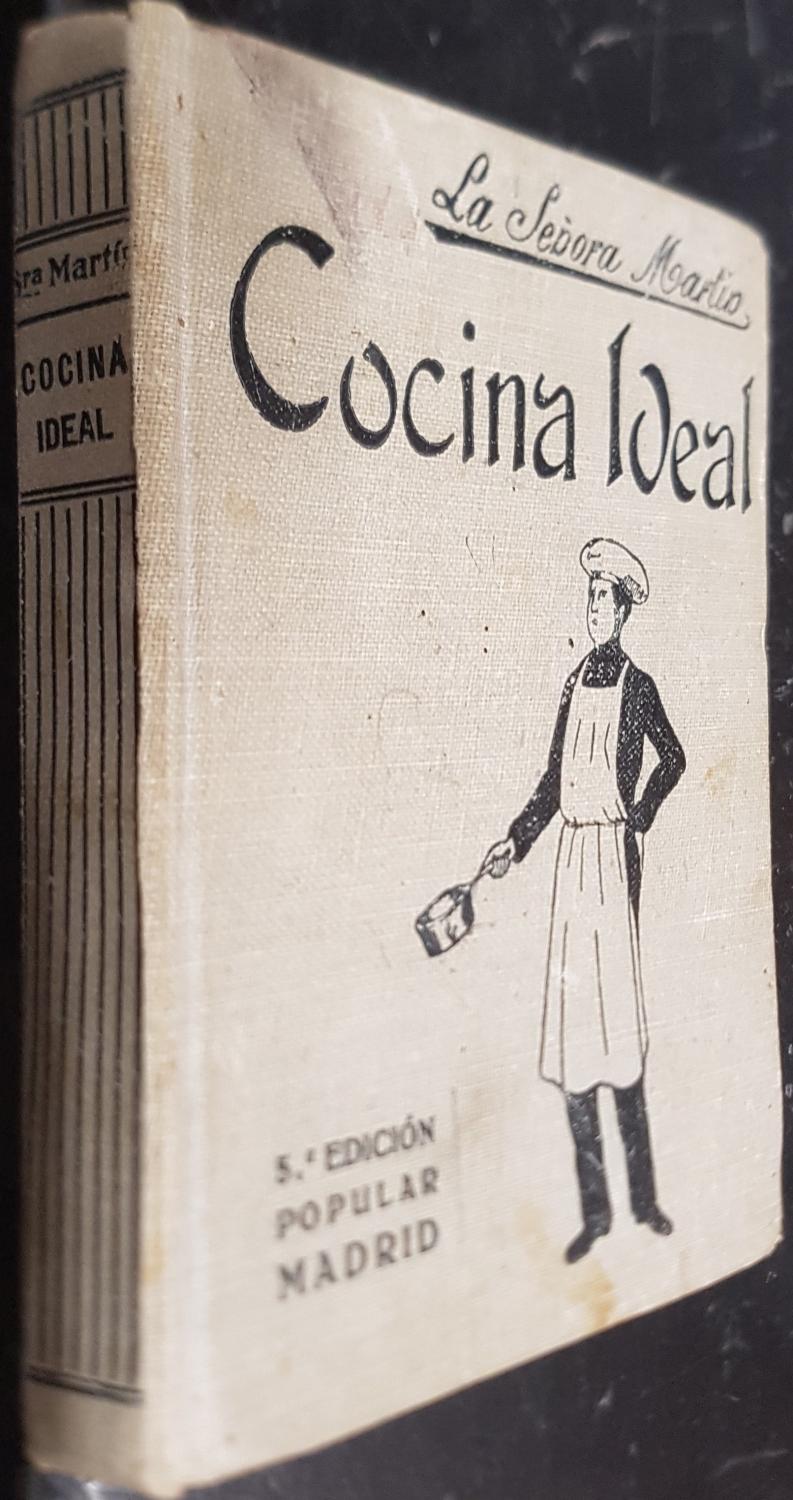 Sra Martín
COCINA
IDEAL
La Señora Martín
Cocina Ideal
5.ª EDICIÓN
POPULAR
MADRID